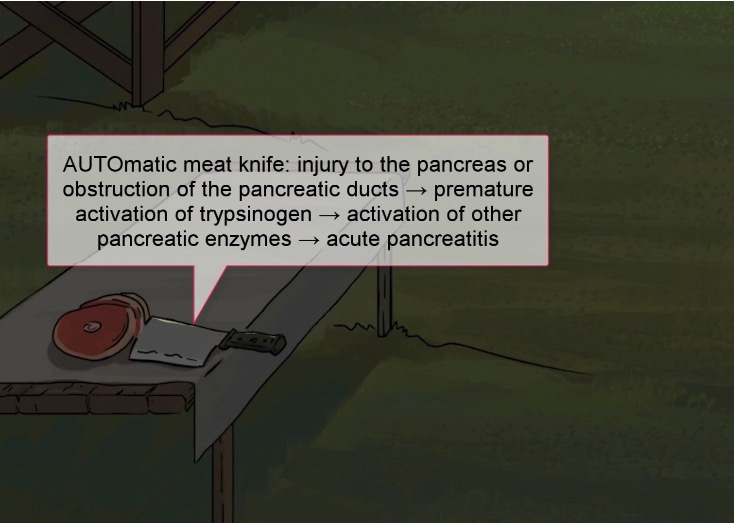 AUTOmatic meat knife: injury to the pancreas or
obstruction of the pancreatic ducts → premature
activation of trypsinogen → activation of other
pancreatic enzymes → acute pancreatitis